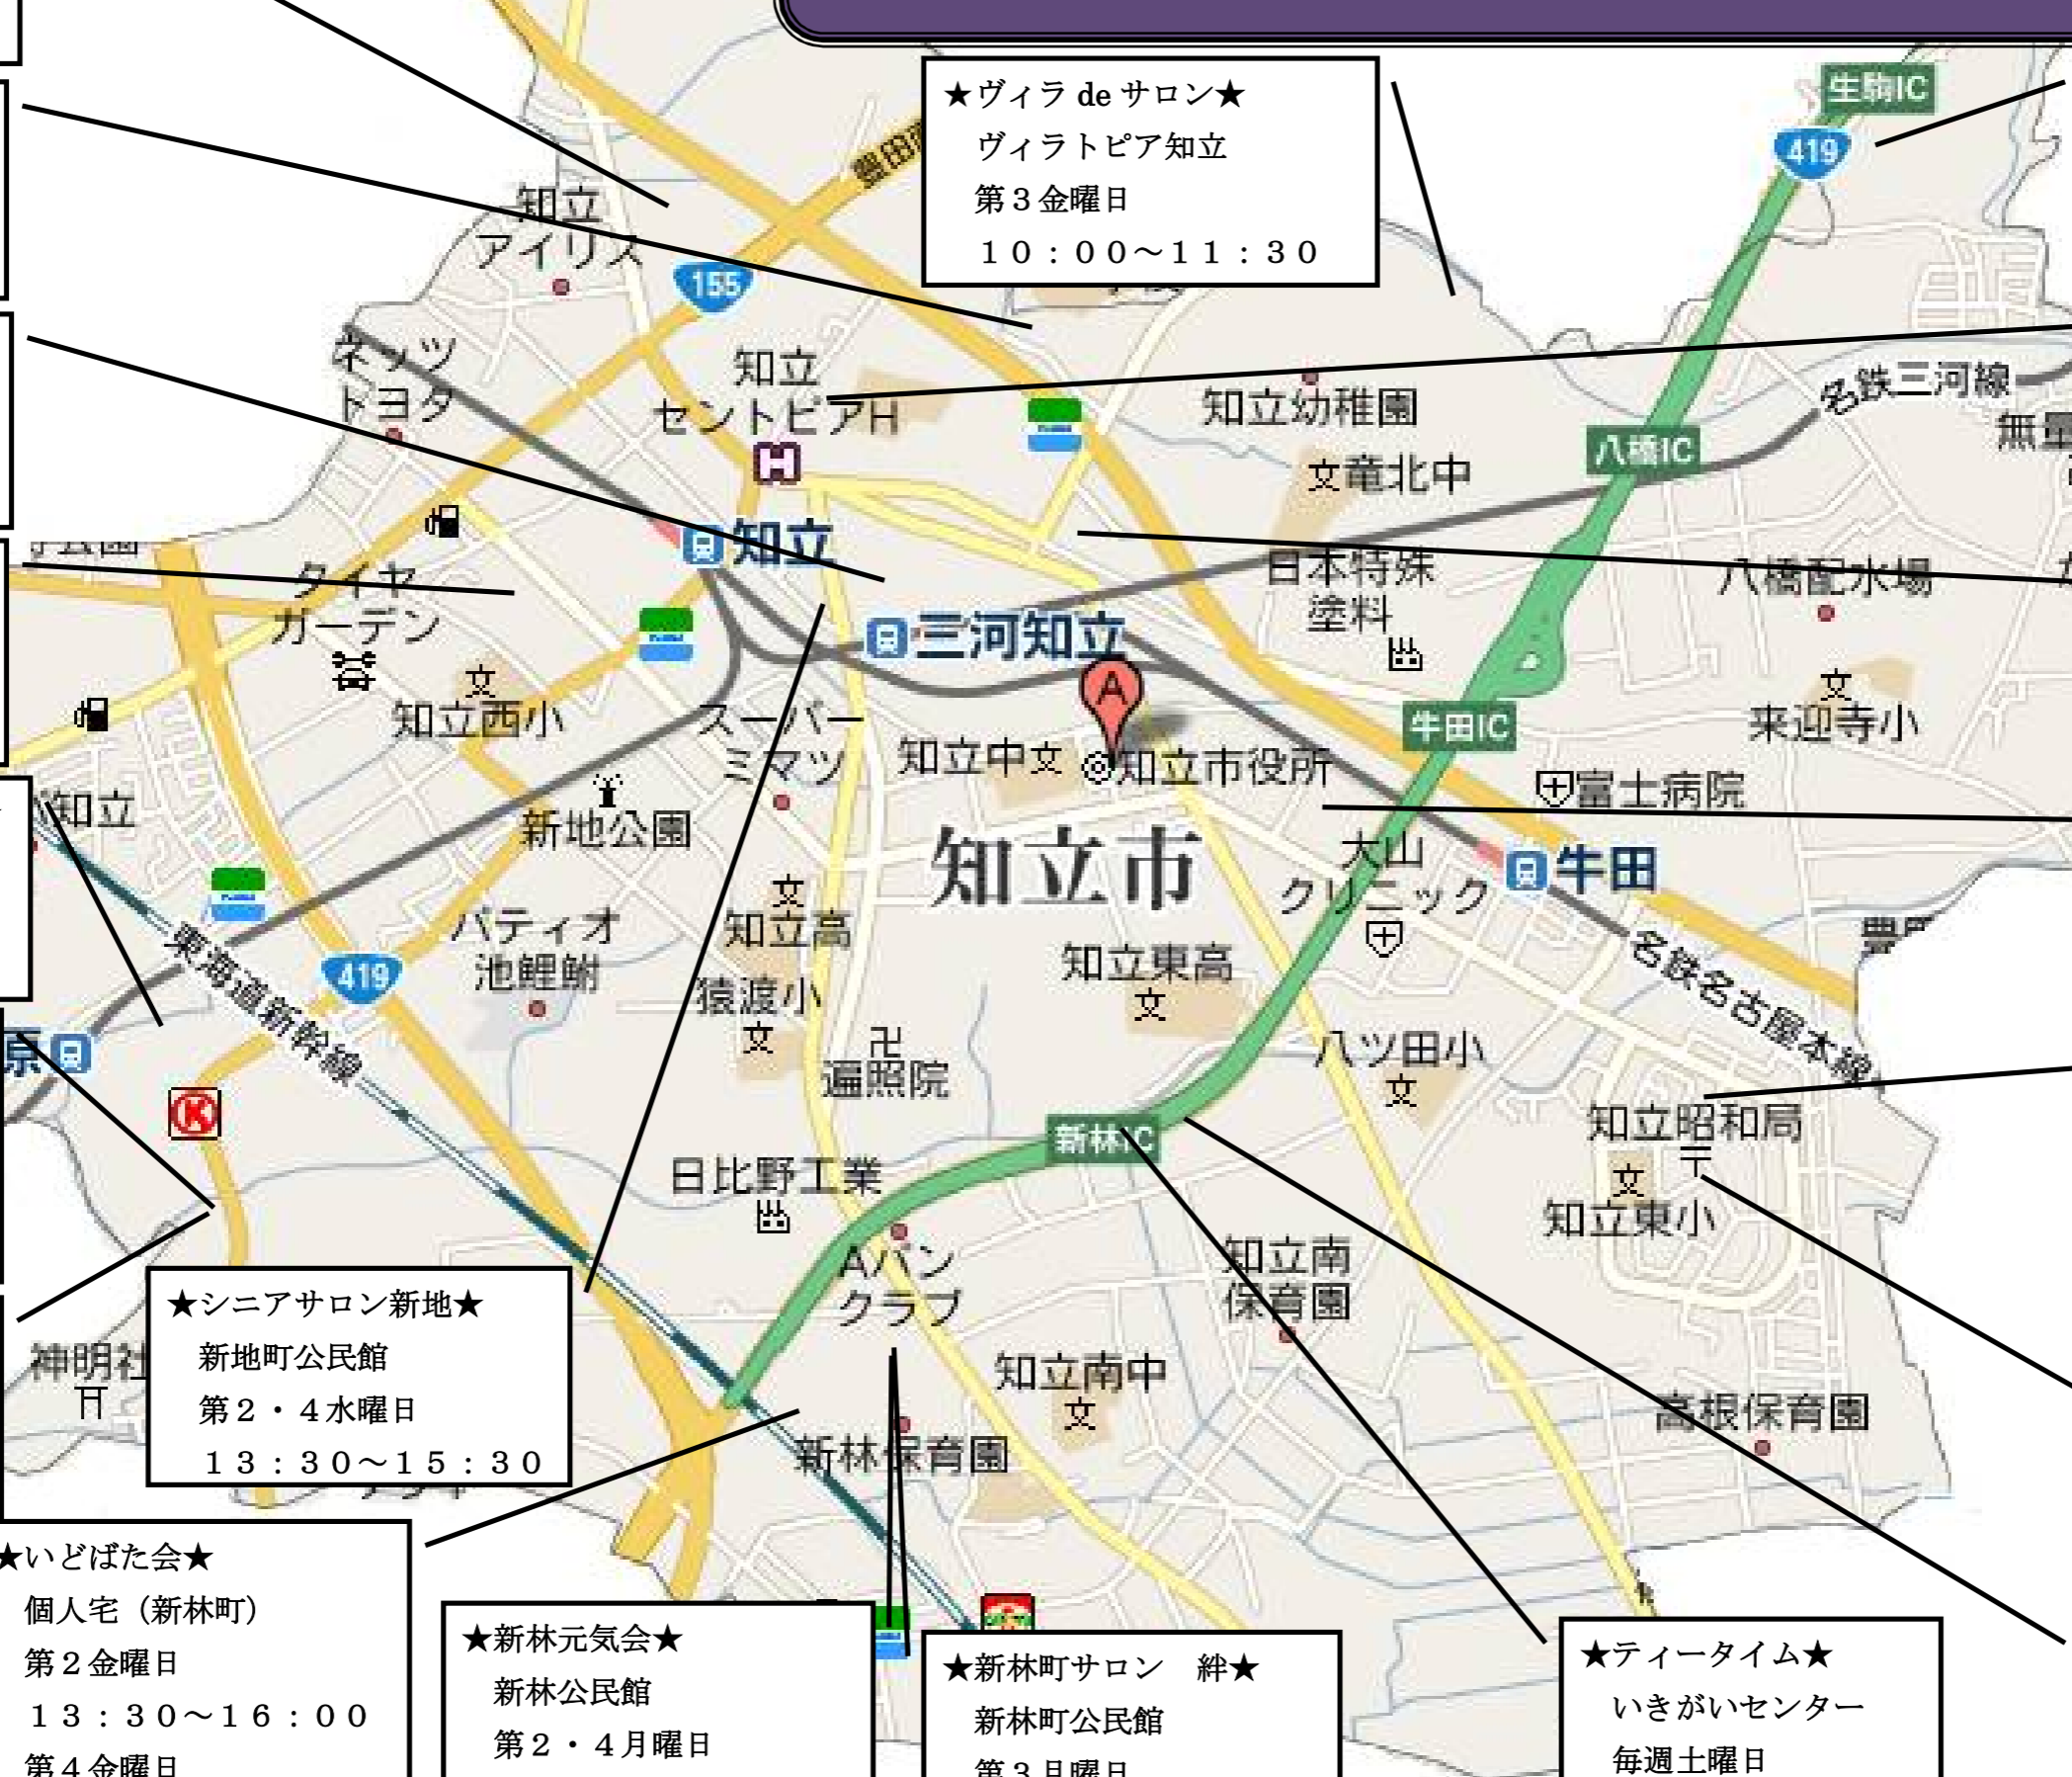 ★ヴィラ de サロン★
ヴィラトピア知立
第３金曜日
１０：００～１１：３０
生駒IC
419
知立
アイリス
155
ネッツ
トヨタ
知立
セントピアH
知立幼稚園
名鉄三河線
八橋IC
文竜北中
知立
日本特殊
塗料
八橋配水場
タイヤ
ガーデン
三河知立
A
文
知立西小
スーパー
ミマツ
知立中文
知立市役所
牛田IC
文
来迎寺小
富士病院
知立
新地公園
知立市
大山
クリニック
牛田
文
知立高
パティオ
池鯉鮒
419
東海道新幹線
猿渡小
文
知立東高
文
名鉄名古屋本線
卍
遍照院
八ツ田小
文
K
新林IC
知立昭和局
〒
文
知立東小
日比野工業
Aバン
クラブ
知立南
保育園
神明社
★シニアサロン新地★
新地町公民館
第２・４水曜日
１３：３０～１５：３０
知立南中
文
新林保育園
高根保育園
★いどばた会★
個人宅（新林町）
第２金曜日
１３：３０～１６：００
第４金曜日
★新林元気会★
新林公民館
第２・４月曜日
★新林町サロン　絆★
新林町公民館
第３月曜日
★ティータイム★
いきがいセンター
毎週土曜日